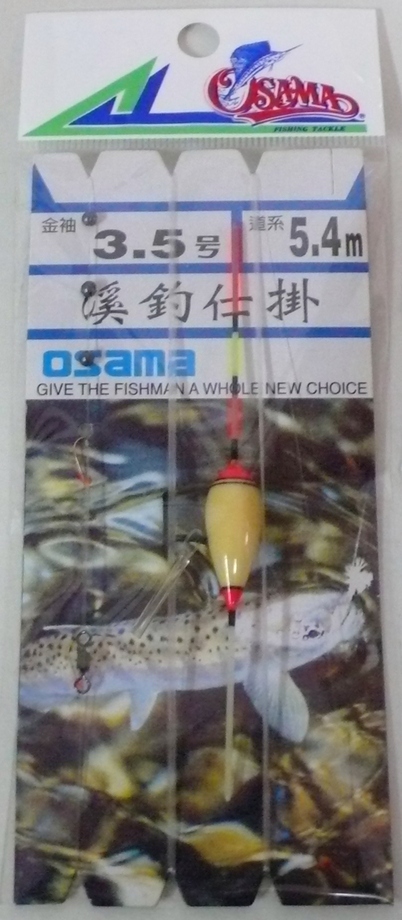 OSAMA
FISHING TACKLE
金袖 3.5号 道糸 5.4m
溪釣仕掛
osama
GIVE THE FISHMAN A WHOLE NEW CHOICE